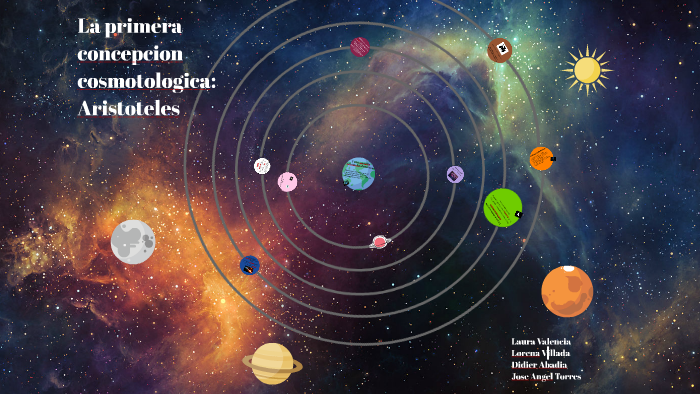 La primera
concepcion
cosmotologica:
Aristoteles
Laura Valencia
Lorena Villada
Didier Abadia
Jose Angel Torres